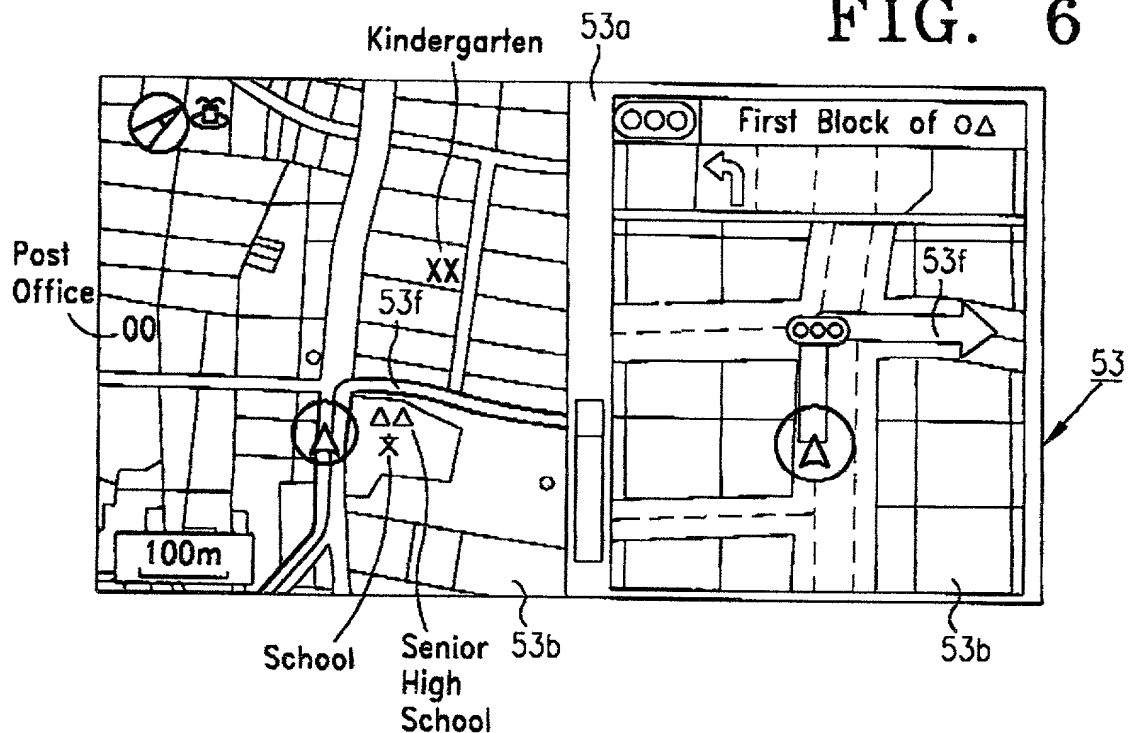 FIG. 6
Kindergarten
53a
First Block of O△
Post
Office
00
XX
53f
53f
53
△△
文
100m
School
Senior
High
School
53b
53b